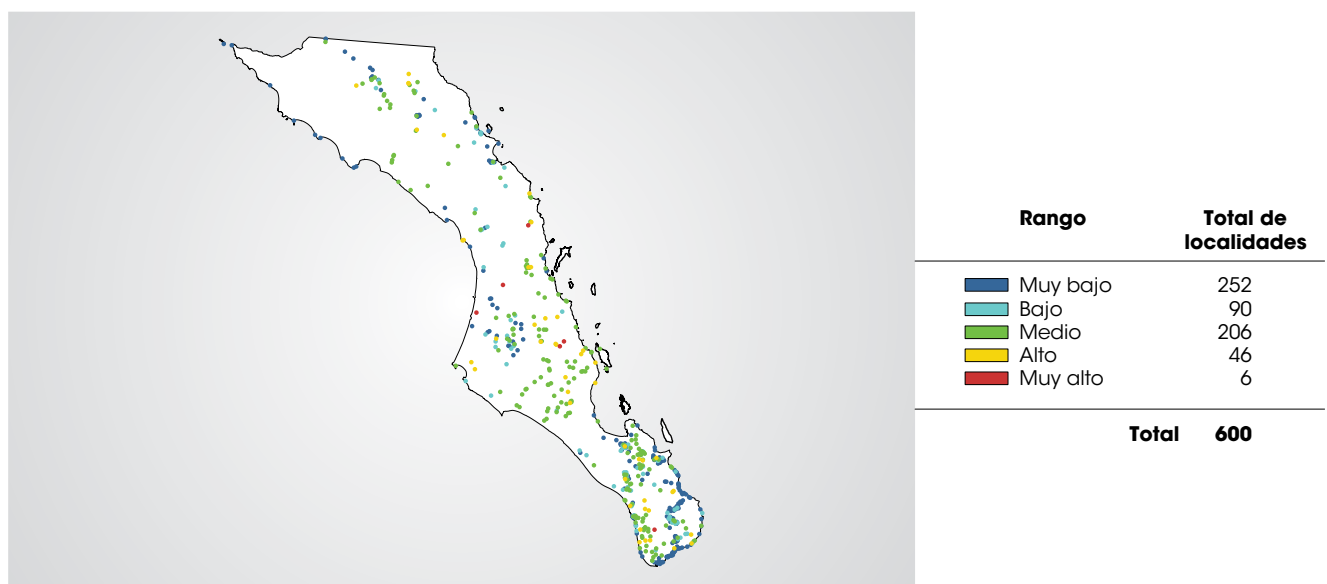 Rango Total de
localidades
Muy bajo 252
Bajo 90
Medio 206
Alto 46
Muy alto 6
Total 600